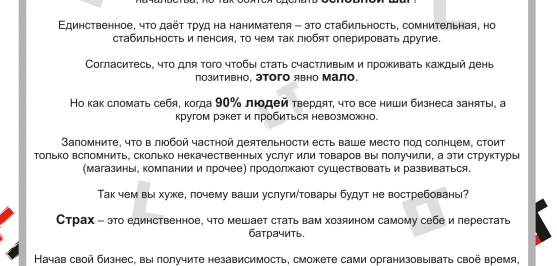 начальства, но так боятся сделать основной шаг?
Единственное, что даёт труд на нанимателя – это стабильность, сомнительная, но
стабильность и пенсия, то чем так любят оперировать другие.
Согласитесь, что для того чтобы стать счастливым и проживать каждый день
позитивно, этого явно мало.
Но как сломать себя, когда 90% людей твердят, что все ниши бизнеса заняты, а
кругом рэкет и пробиться невозможно.
Запомните, что в любой частной деятельности есть ваше место под солнцем, стоит
только вспомнить, сколько некачественных услуг или товаров вы получили, а эти структуры
(магазины, компании и прочее) продолжают существовать и развиваться.
Так чем вы хуже, почему ваши услуги/товары будут не востребованы?
Страх – это единственное, что мешает стать вам хозяином самому себе и перестать
батрачить.
Начав свой бизнес, вы получите независимость, сможете сами организовывать своё время,